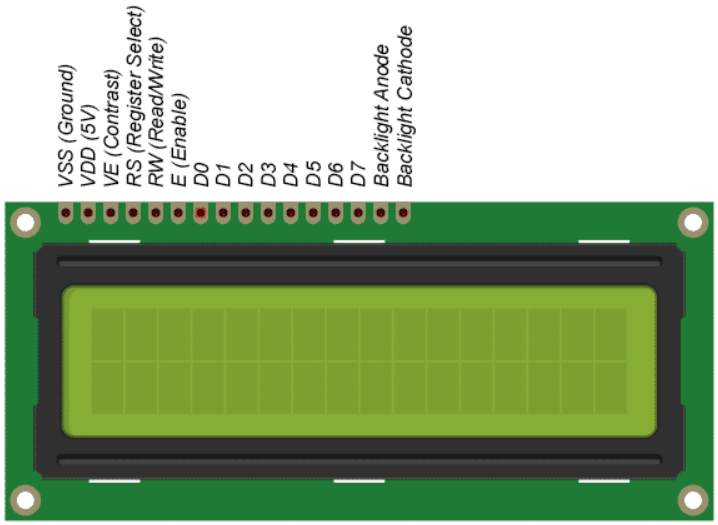 VSS (Ground)
VDD (5V)
VE (Contrast)
RS (Register Select)
RW (Read/Write)
E (Enable)
D0
D1
D2
D3
D4
D5
D6
D7
Backlight Anode
Backlight Cathode